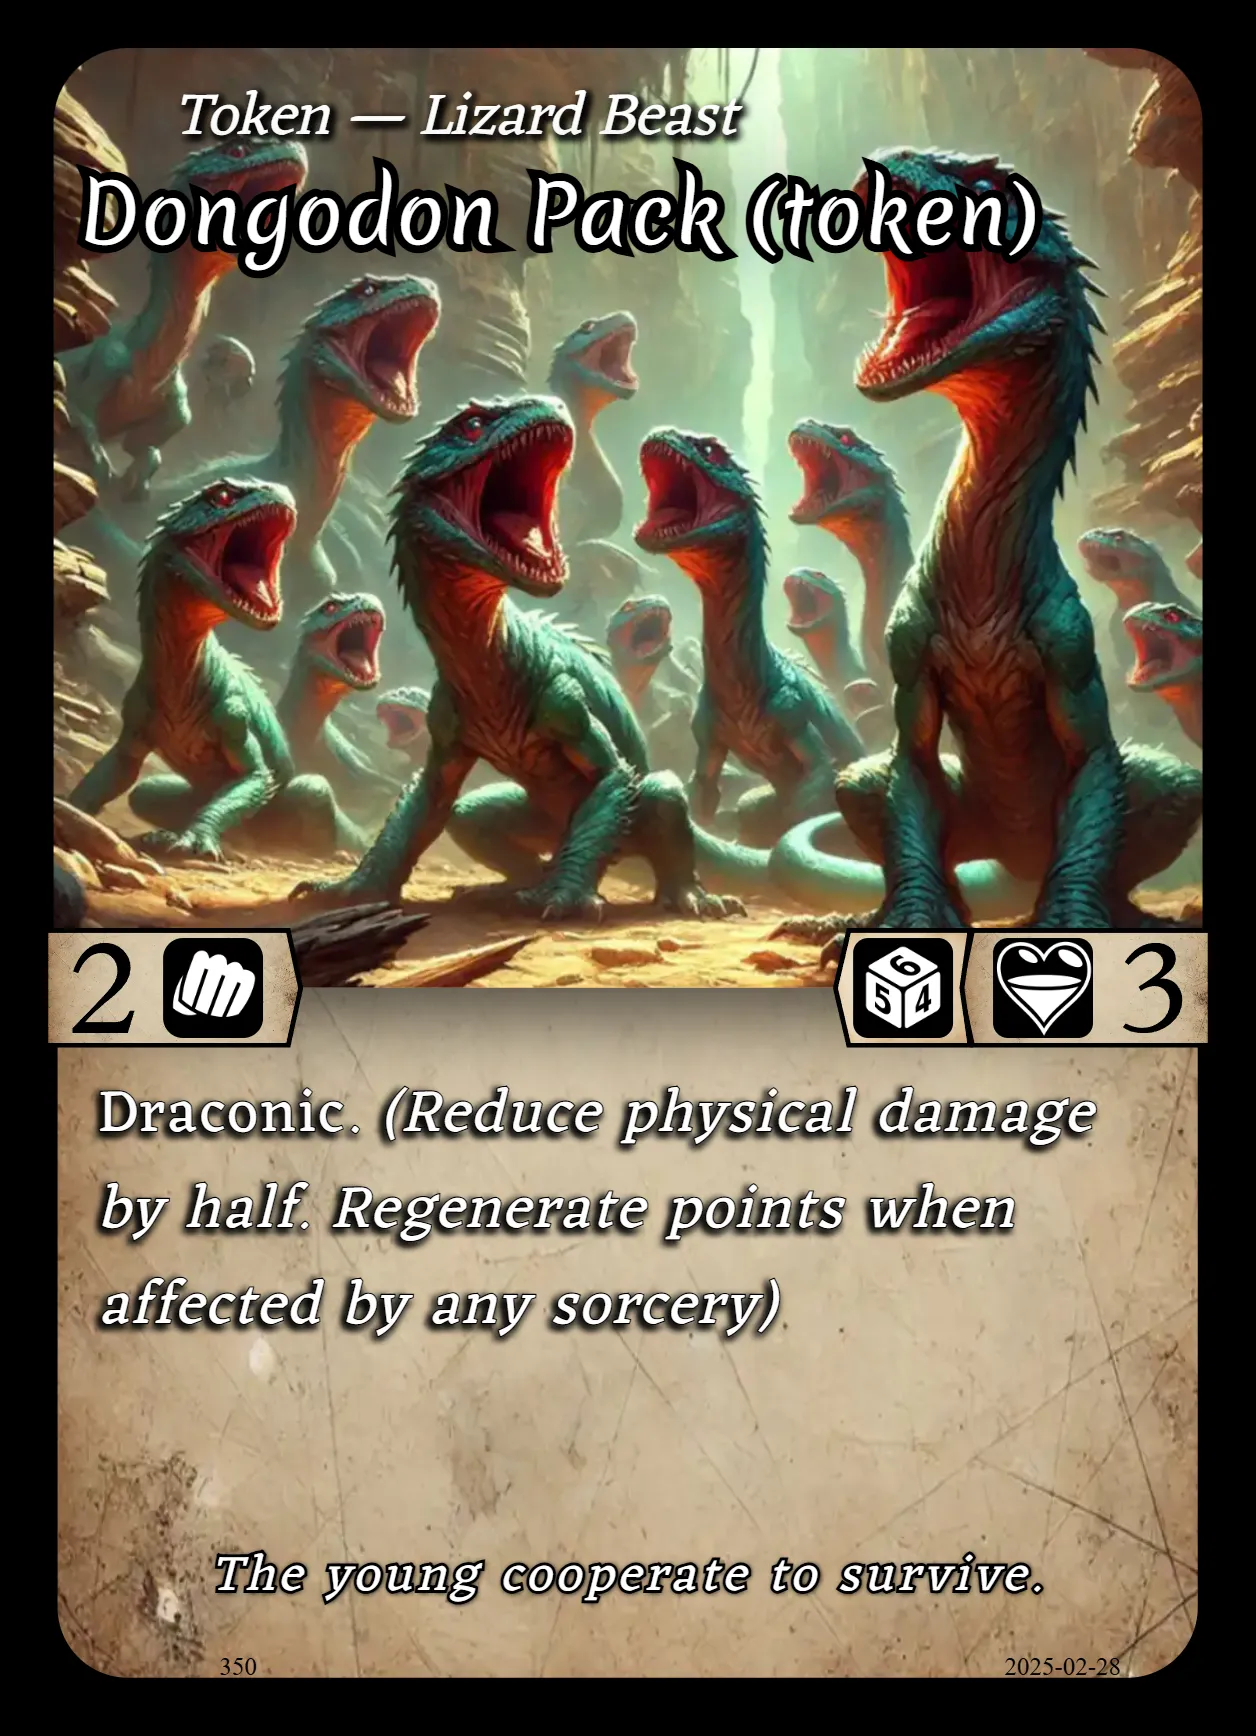 Token — Lizard Beast
Dongodon Pack (token)
2
6
5 4
3
Draconic. (Reduce physical damage
by half. Regenerate points when
affected by any sorcery)
The young cooperate to survive.
350
2025-02-28